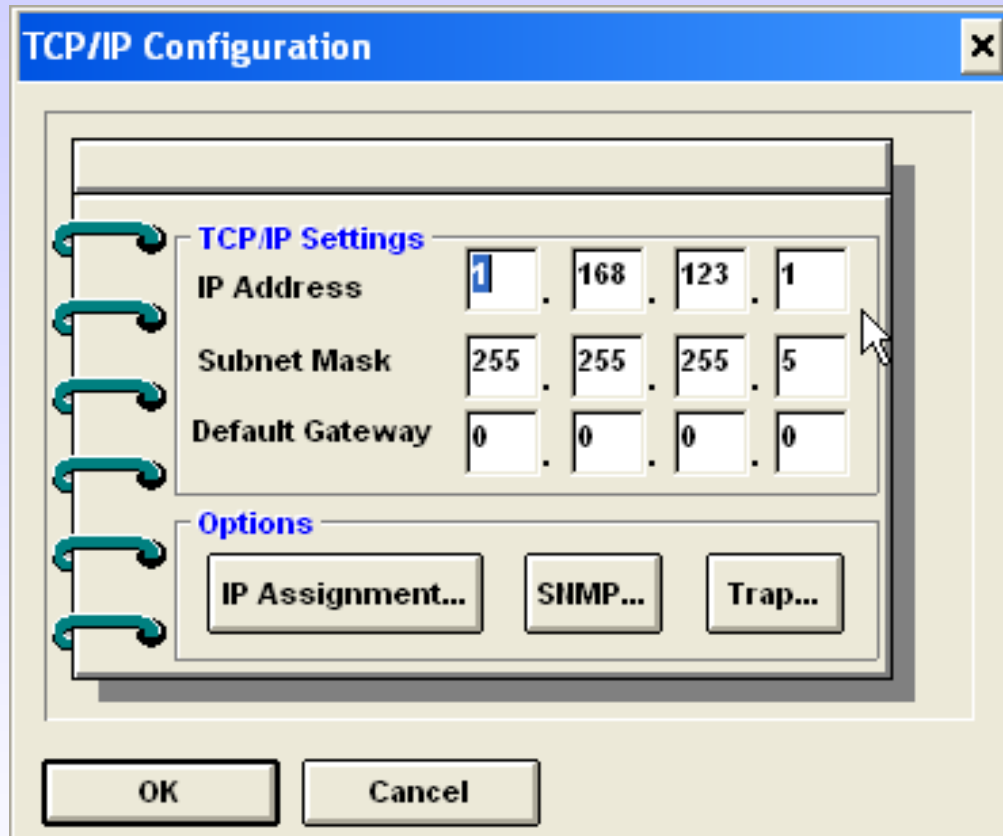 TCP/IP Configuration
TCP/IP Settings
IP Address 1 . 168 . 123 . 1
Subnet Mask 255 . 255 . 255 . 5
Default Gateway 0 . 0 . 0 . 0
Options
IP Assignment... SNMP... Trap...
OK Cancel